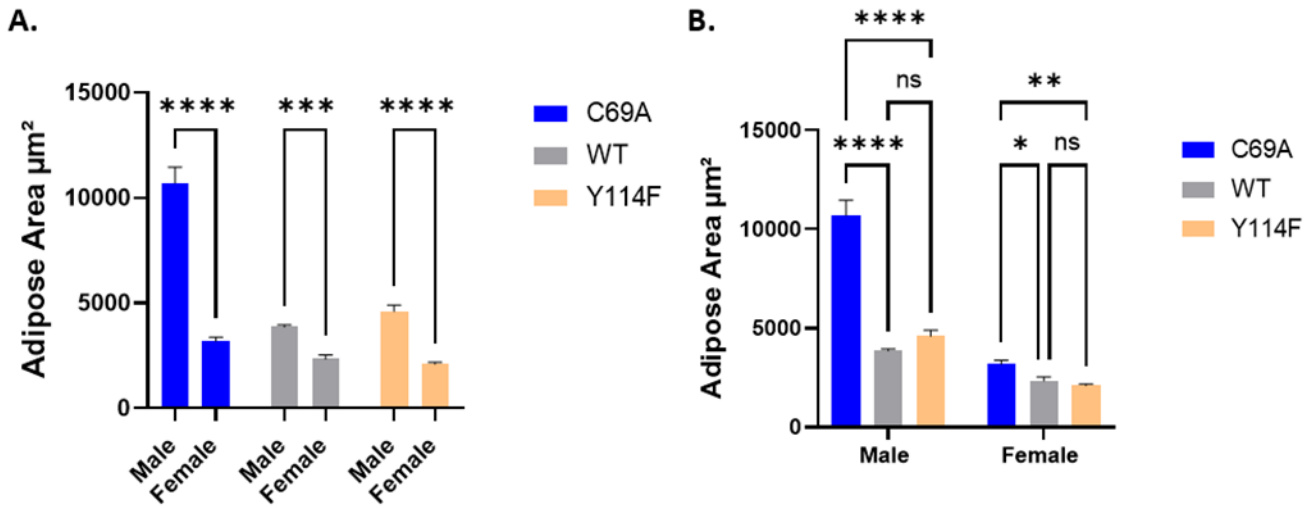 A.
Adipose Area µm²
15000
10000
5000
0
**** *** ****
Male Female Male Female Male Female
C69A
WT
Y114F
B.
Adipose Area µm²
15000
10000
5000
0
****
ns
**
**** * ns
Male Female
C69A
WT
Y114F